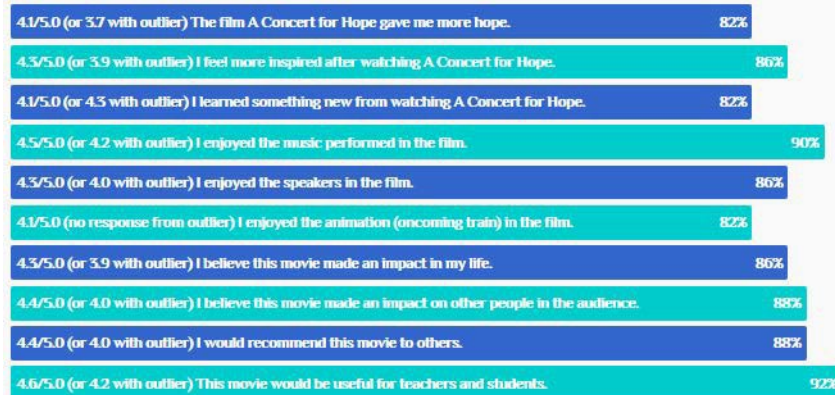 4.1/5.0 (or 3.7 with outlier) The film A Concert for Hope gave me more hope. 82%
4.3/5.0 (or 3.9 with outlier) I feel more inspired after watching A Concert for Hope. 86%
4.1/5.0 (or 4.3 with outlier) I learned something new from watching A Concert for Hope. 82%
4.5/5.0 (or 4.2 with outlier) I enjoyed the music performed in the film. 90%
4.3/5.0 (or 4.0 with outlier) I enjoyed the speakers in the film. 86%
4.1/5.0 (no response from outlier) I enjoyed the animation (oncoming train) in the film. 82%
4.3/5.0 (or 3.9 with outlier) I believe this movie made an impact in my life. 86%
4.4/5.0 (or 4.0 with outlier) I believe this movie made an impact on other people in the audience. 88%
4.4/5.0 (or 4.0 with outlier) I would recommend this movie to others. 88%
4.6/5.0 (or 4.2 with outlier) This movie would be useful for teachers and students. 92%